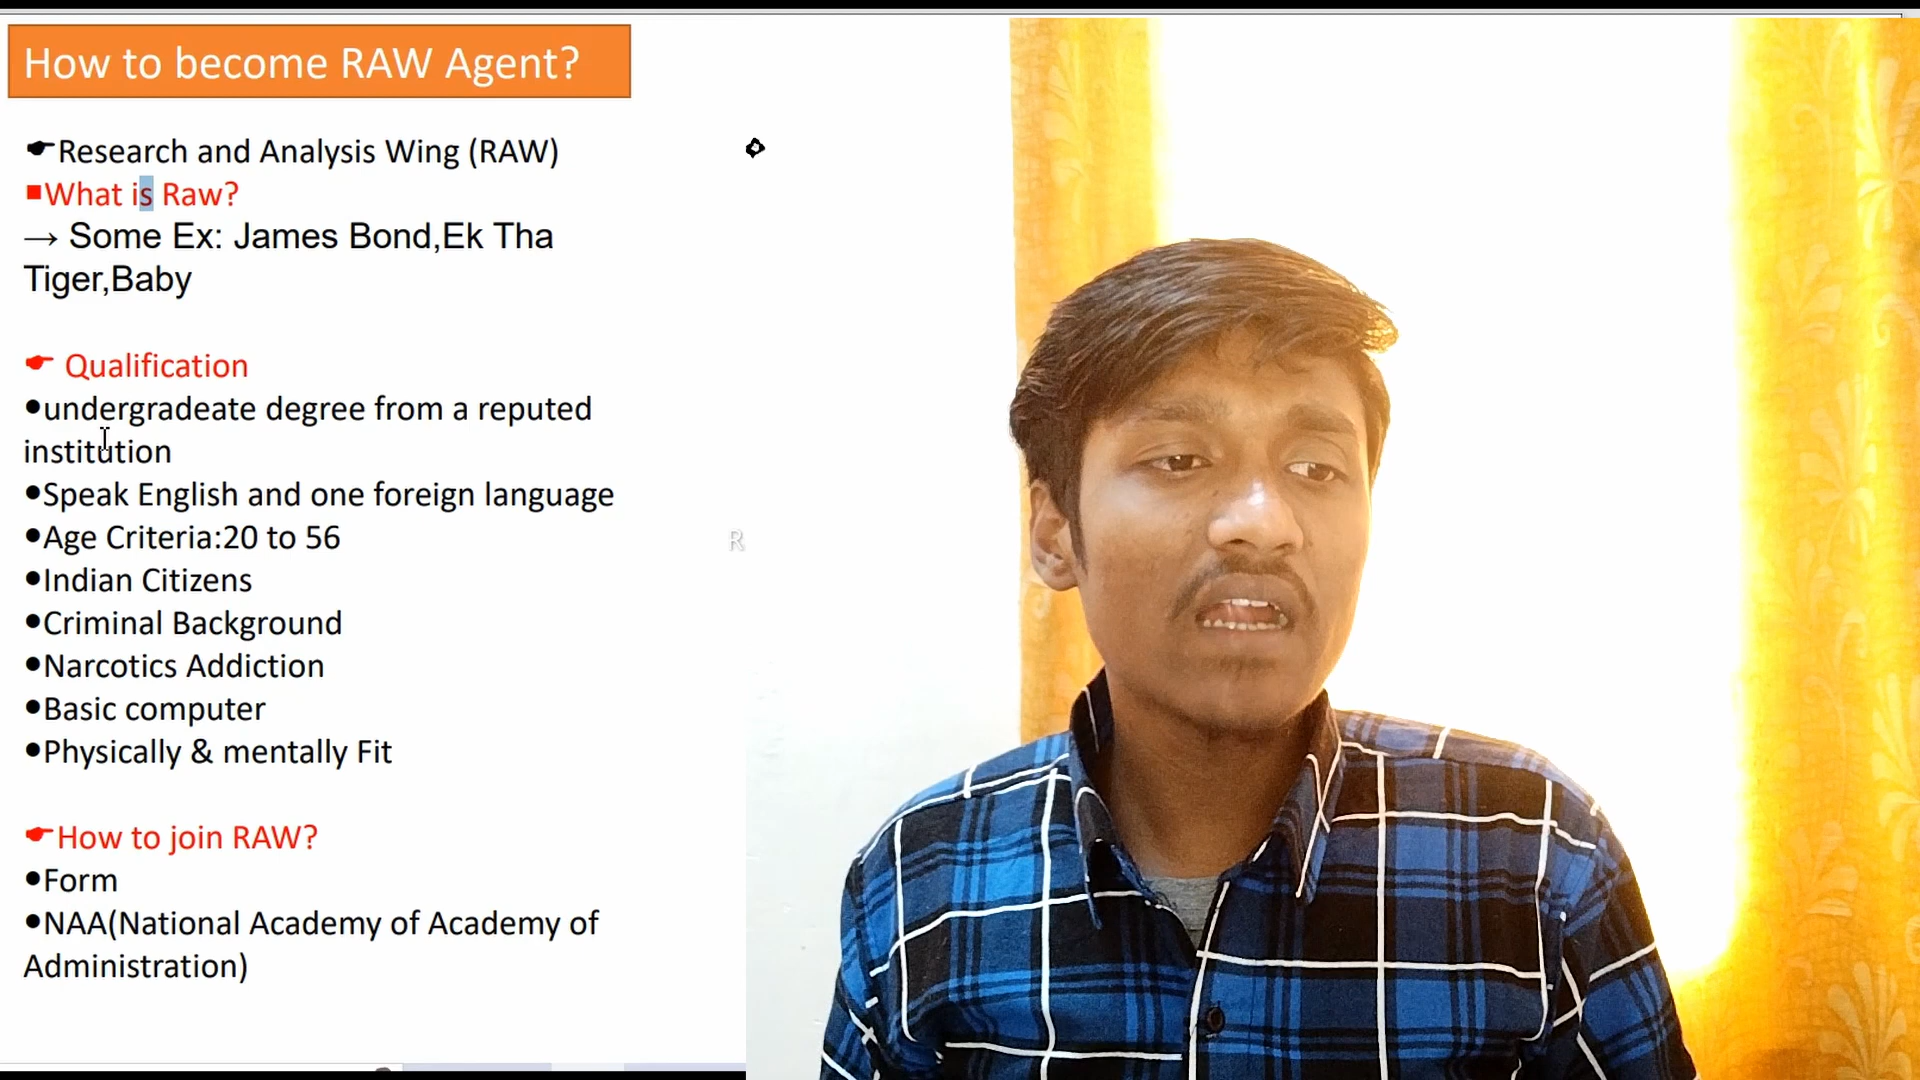 How to become RAW Agent?
☛Research and Analysis Wing (RAW)
■What is Raw?
→ Some Ex: James Bond,Ek Tha
Tiger,Baby
☛ Qualification
●undergradeate degree from a reputed
institution
●Speak English and one foreign language
●Age Criteria:20 to 56
●Indian Citizens
●Criminal Background
●Narcotics Addiction
●Basic computer
●Physically & mentally Fit
☛How to join RAW?
●Form
●NAA(National Academy of Academy of
Administration)
R